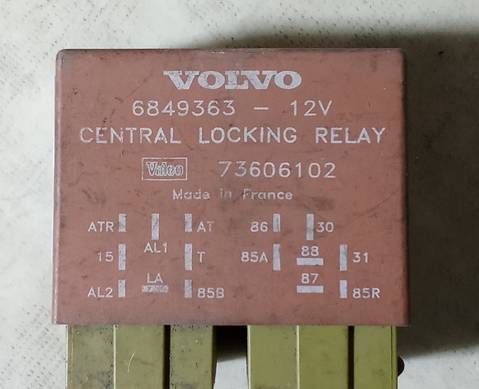 VOLVO
6849363 - 12V
CENTRAL LOCKING RELAY
Valeo 73606102
Made in France
ATR AT 86 30
AL1 88
15 T 85A 31
LA 87
AL2 85B 85R